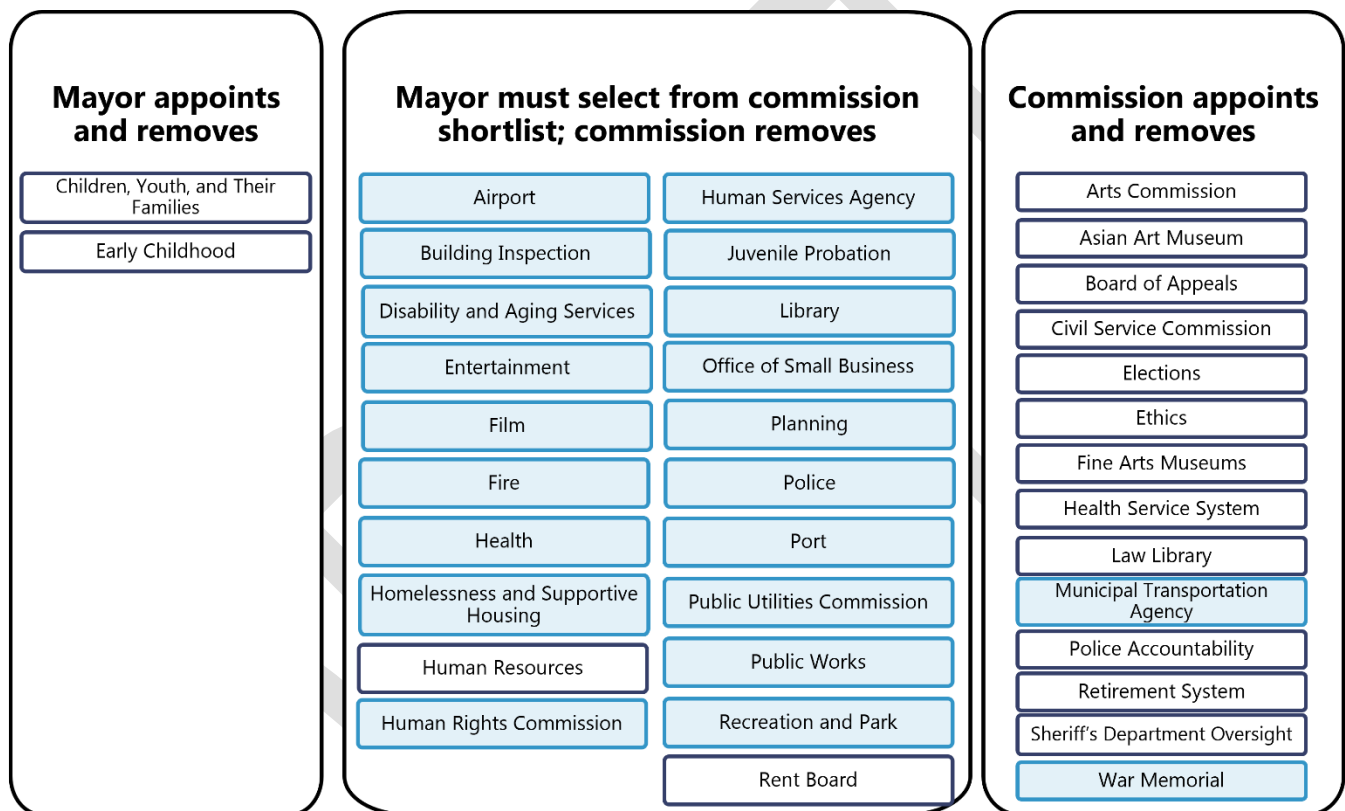 Mayor appoints
and removes
Children, Youth, and Their
Families
Early Childhood
Mayor must select from commission
shortlist; commission removes
Airport
Building Inspection
Disability and Aging Services
Entertainment
Film
Fire
Health
Homelessness and Supportive
Housing
Human Resources
Human Rights Commission
Human Services Agency
Juvenile Probation
Library
Office of Small Business
Planning
Police
Port
Public Utilities Commission
Public Works
Recreation and Park
Rent Board
Commission appoints
and removes
Arts Commission
Asian Art Museum
Board of Appeals
Civil Service Commission
Elections
Ethics
Fine Arts Museums
Health Service System
Law Library
Municipal Transportation
Agency
Police Accountability
Retirement System
Sheriff's Department Oversight
War Memorial